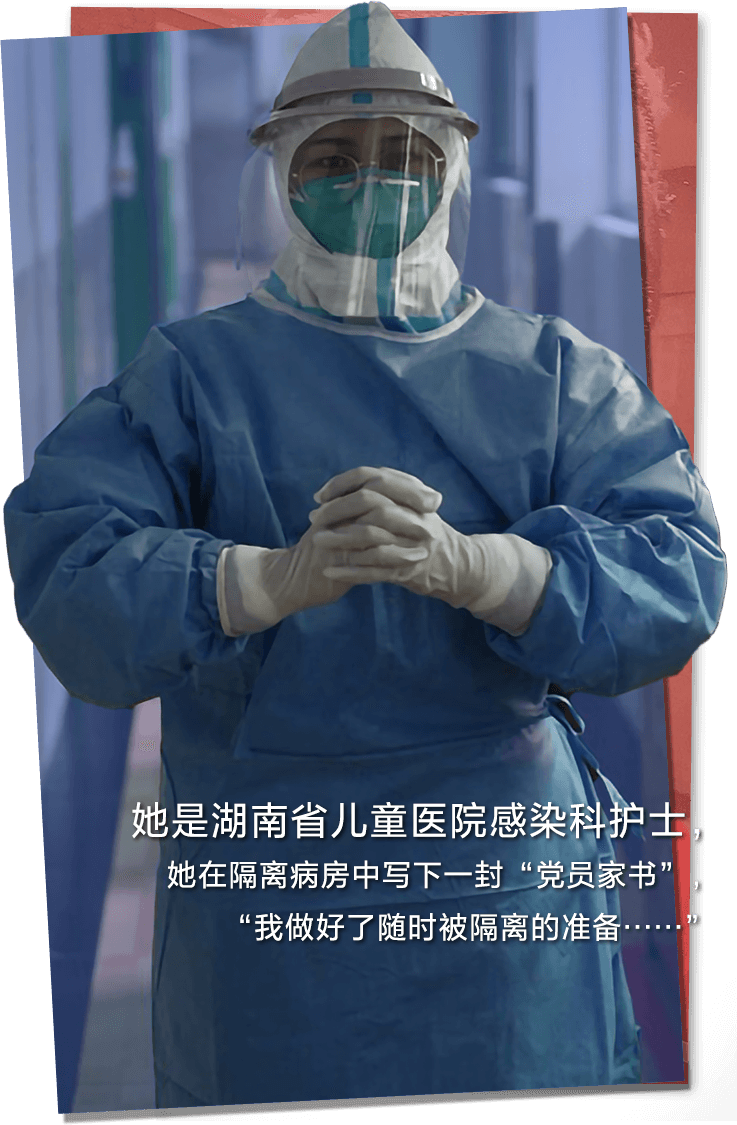 她是湖南省儿童医院感染科护士，
她在隔离病房中写下一封“党员家书”，
“我做好了随时被隔离的准备……”